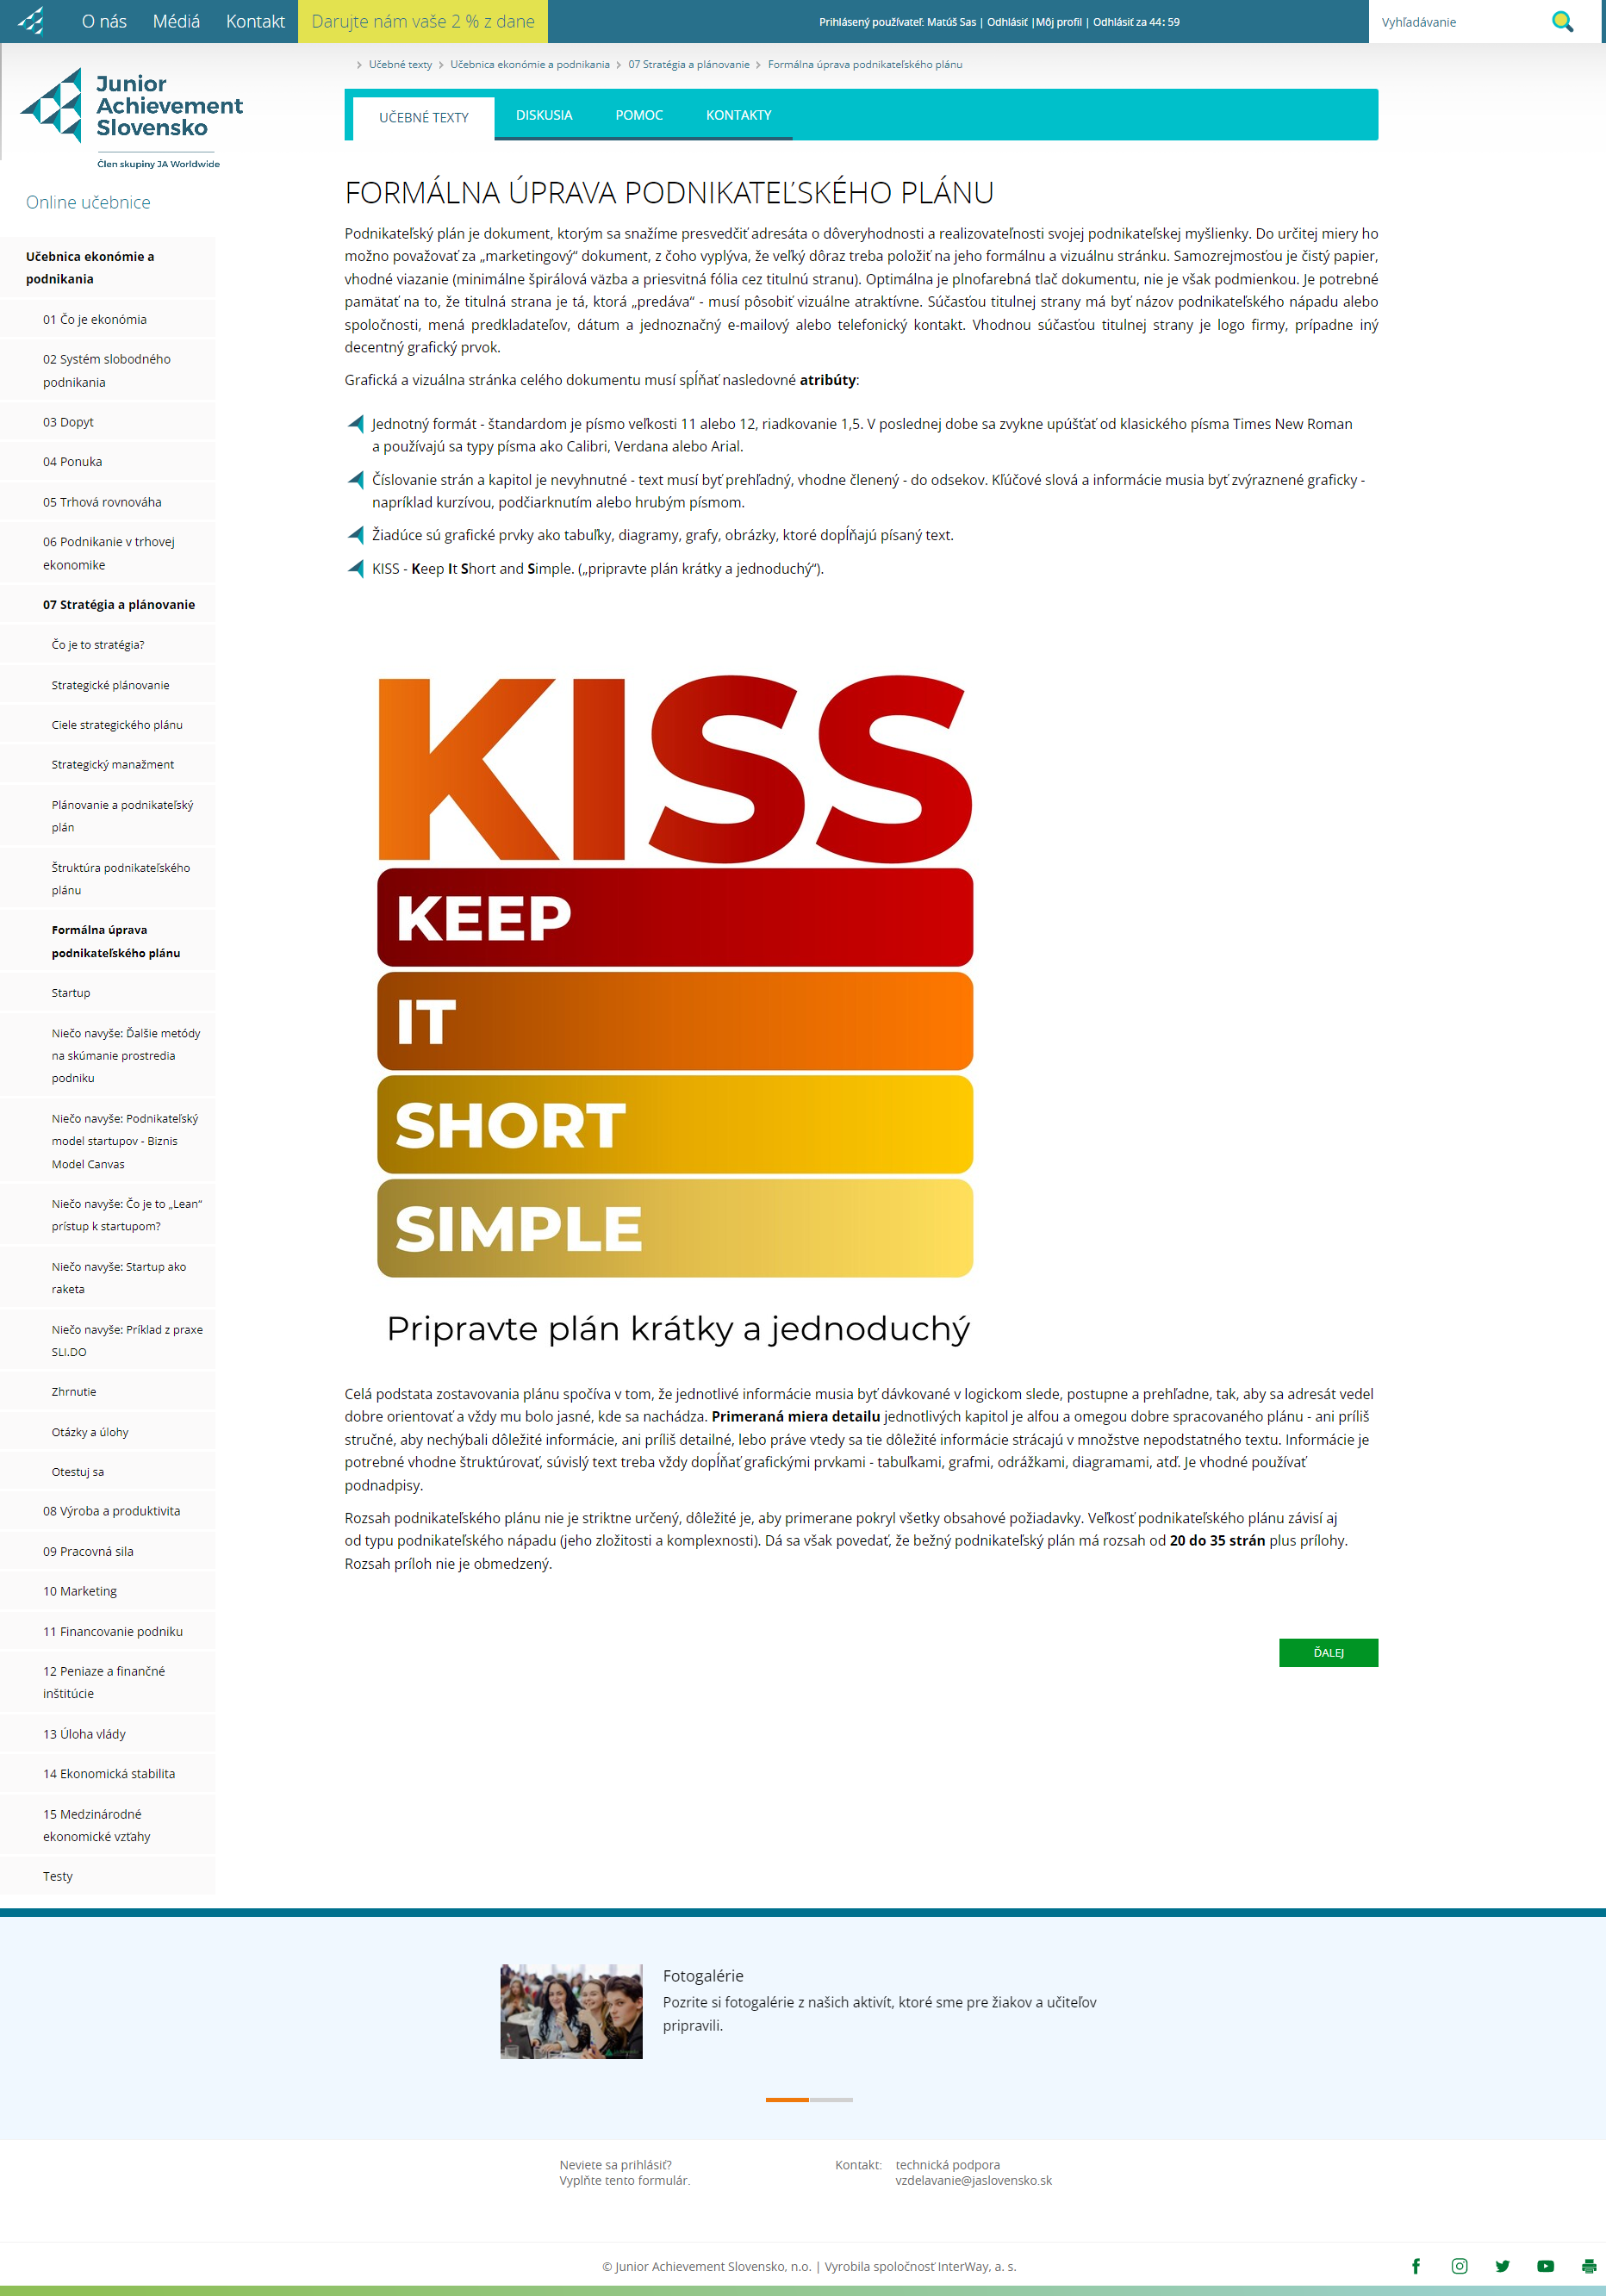 O nás Médiá Kontakt Darujte nám vaše 2 % z dane Prihlásený používateľ: Matúš Sas | Odhlásiť |Môj profil | Odhlásiť za 44: 59 Vyhľadávanie
Učebné texty Učebnica ekonómie a podnikania 07 Stratégia a plánovanie Formálna úprava podnikateľského plánu
Junior
Achievement
Slovensko
Člen skupiny JA Worldwide
UČEBNÉ TEXTY DISKUSIA POMOC KONTAKTY
Online učebnice
Učebnica ekonómie a
podnikania
01 Čo je ekonómia
02 Systém slobodného
podnikania
03 Dopyt
04 Ponuka
05 Trhová rovnováha
06 Podnikanie v trhovej
ekonomike
07 Stratégia a plánovanie
Čo je to stratégia?
Strategické plánovanie
Ciele strategického plánu
Strategický manažment
Plánovanie a podnikateľský
plán
Štruktúra podnikateľského
plánu
Formálna úprava
podnikateľského plánu
Startup
Niečo navyše: Ďalšie metódy
na skúmanie prostredia
podniku
Niečo navyše: Podnikateľský
model startupov - Biznis
Model Canvas
Niečo navyše: Čo je to „Lean“
prístup k startupom?
Niečo navyše: Startup ako
raketa
Niečo navyše: Príklad z praxe
SLI.DO
Zhrnutie
Otázky a úlohy
Otestuj sa
08 Výroba a produktivita
09 Pracovná sila
10 Marketing
11 Financovanie podniku
12 Peniaze a finančné
inštitúcie
13 Úloha vlády
14 Ekonomická stabilita
15 Medzinárodné
ekonomické vzťahy
Testy
FORMÁLNA ÚPRAVA PODNIKATEĽSKÉHO PLÁNU
Podnikateľský plán je dokument, ktorým sa snažíme presvedčiť adresáta o dôveryhodnosti a realizovateľnosti svojej podnikateľskej myšlienky. Do určitej miery ho
možno považovať za „marketingový“ dokument, z čoho vyplýva, že veľký dôraz treba položiť na jeho formálnu a vizuálnu stránku. Samozrejmosťou je čistý papier,
vhodné viazanie (minimálne špirálová väzba a priesvitná fólia cez titulnú stranu). Optimálna je plnofarebná tlač dokumentu, nie je však podmienkou. Je potrebné
pamätať na to, že titulná strana je tá, ktorá „predáva“ - musí pôsobiť vizuálne atraktívne. Súčasťou titulnej strany má byť názov podnikateľského nápadu alebo
spoločnosti, mená predkladateľov, dátum a jednoznačný e-mailový alebo telefonický kontakt. Vhodnou súčasťou titulnej strany je logo firmy, prípadne iný
decentný grafický prvok.
Grafická a vizuálna stránka celého dokumentu musí spĺňať nasledovné atribúty:
Jednotný formát - štandardom je písmo veľkosti 11 alebo 12, riadkovanie 1,5. V poslednej dobe sa zvykne upúšťať od klasického písma Times New Roman
a používajú sa typy písma ako Calibri, Verdana alebo Arial.
Číslovanie strán a kapitol je nevyhnutné - text musí byť prehľadný, vhodne členený - do odsekov. Kľúčové slová a informácie musia byť zvýraznené graficky -
napríklad kurzívou, podčiarknutím alebo hrubým písmom.
Žiadúce sú grafické prvky ako tabuľky, diagramy, grafy, obrázky, ktoré dopĺňajú písaný text.
KISS - Keep It Short and Simple. („pripravte plán krátky a jednoduchý“).
KISS
KEEP
IT
SHORT
SIMPLE
Pripravte plán krátky a jednoduchý
Celá podstata zostavovania plánu spočíva v tom, že jednotlivé informácie musia byť dávkované v logickom slede, postupne a prehľadne, tak, aby sa adresát vedel
dobre orientovať a vždy mu bolo jasné, kde sa nachádza. Primeraná miera detailu jednotlivých kapitol je alfou a omegou dobre spracovaného plánu - ani príliš
stručné, aby nechýbali dôležité informácie, ani príliš detailné, lebo práve vtedy sa tie dôležité informácie strácajú v množstve nepodstatného textu. Informácie je
potrebné vhodne štruktúrovať, súvislý text treba vždy dopĺňať grafickými prvkami - tabuľkami, grafmi, odrážkami, diagramami, atď. Je vhodné používať
podnadpisy.
Rozsah podnikateľského plánu nie je striktne určený, dôležité je, aby primerane pokryl všetky obsahové požiadavky. Veľkosť podnikateľského plánu závisí aj
od typu podnikateľského nápadu (jeho zložitosti a komplexnosti). Dá sa však povedať, že bežný podnikateľský plán má rozsah od 20 do 35 strán plus prílohy.
Rozsah príloh nie je obmedzený.
ĎALEJ
Fotogalérie
Pozrite si fotogalérie z našich aktivít, ktoré sme pre žiakov a učiteľov
pripravili.
Neviete sa prihlásiť?
Vyplňte tento formulár.
Kontakt: technická podpora
vzdelavanie@jaslovensko.sk
© Junior Achievement Slovensko, n.o. | Vyrobila spoločnosť InterWay, a. s.